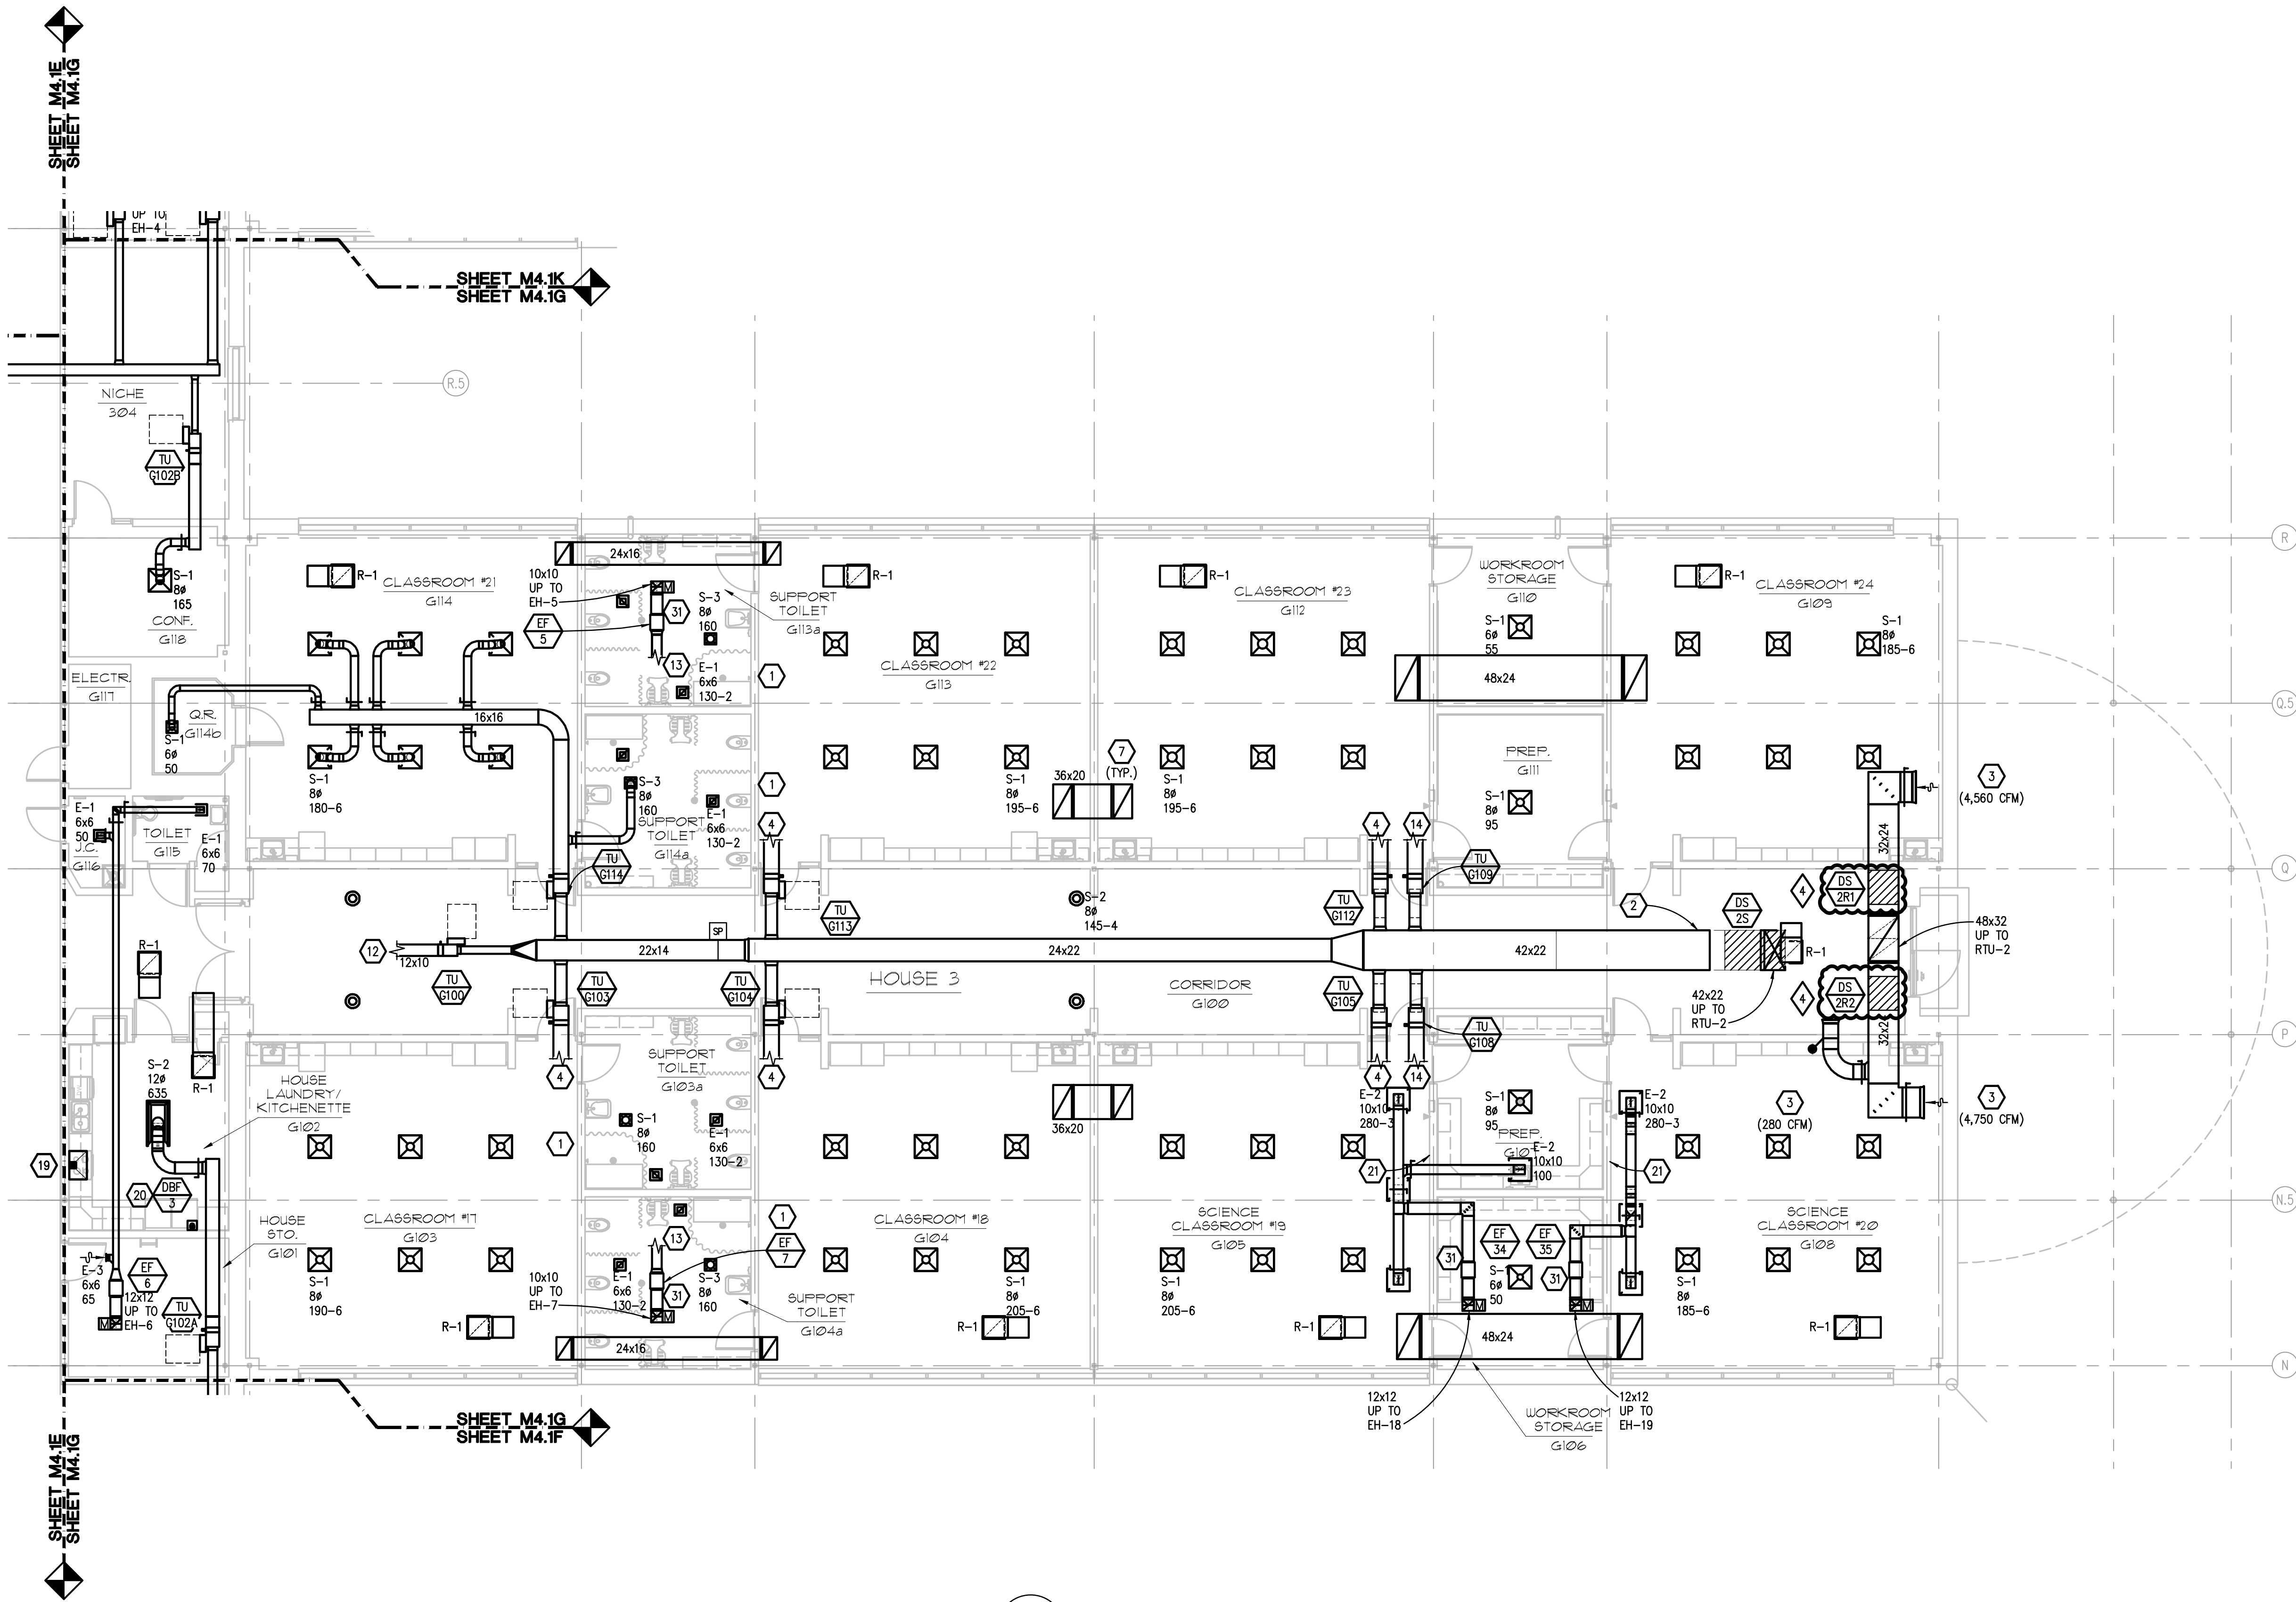 SHEET M4.1E
SHEET M4.1G
UP TO
EH-4
SHEET M4.1K
SHEET M4.1G
R.5
NICHE
304
TU
G102B
S-1
8ø
165
CONF.
G118
ELECTR.
G117
Q.R.
G114b
S-1
6ø
50
E-1
6x6
50
J.C.
G116
TOILET
G115
E-1
6x6
70
R-1
CLASSROOM #21
G114
16x16
S-1
8ø
180-6
24x16
10x10
UP TO
EH-5
EF
5
31
S-3
8ø
160
13
E-1
6x6
130-2
SUPPORT
TOILET
G113a
1
S-3
8ø
160
SUPPORT
TOILET
G114a
E-1
6x6
130-2
1
4
TU
G114
R-1
CLASSROOM #22
G113
S-1
8ø
195-6
36x20
7
(TYP.)
R-1
CLASSROOM #23
G112
S-1
8ø
195-6
WORKROOM
STORAGE
G110
S-1
6ø
55
48x24
PREP.
G111
S-1
8ø
95
R-1
CLASSROOM #24
G109
S-1
8ø
185-6
3
(4,560 CFM)
32x24
R
Q.5
Q
P
N.5
N
4
14
TU
G109
TU
G112
TU
G113
S-2
8ø
145-4
2
DS
2S
4
DS
2R1
48x32
UP TO
RTU-2
R-1
12
12x10
TU
G100
22x14
SP
24x22
42x22
HOUSE 3
CORRIDOR
G100
TU
G103
TU
G104
TU
G105
TU
G108
42x22
UP TO
RTU-2
4
DS
2R2
R-1
R-1
S-2
12ø
635
HOUSE
LAUNDRY/
KITCHENETTE
G102
19
20
DBF
3
HOUSE
STO.
G101
E-3
6x6
65
EF
6
12x12
UP TO
EH-6
M
TU
G102A
4
4
4
14
SUPPORT
TOILET
G103a
1
S-1
8ø
160
E-1
6x6
130-2
CLASSROOM #17
G103
S-1
8ø
190-6
R-1
13
1
EF
7
10x10
UP TO
EH-7
E-1
6x6
130-2
31
M
S-3
8ø
160
SUPPORT
TOILET
G104a
24x16
36x20
CLASSROOM #18
G104
S-1
8ø
205-6
R-1
SCIENCE
CLASSROOM #19
G105
S-1
8ø
205-6
R-1
E-2
10x10
280-3
S-1
8ø
95
PREP.
E-2
10x10
100
21
E-2
10x10
280-3
21
3
(280 CFM)
3
(4,750 CFM)
EF
34
EF
35
31
31
S-1
6ø
50
M
M
48x24
SCIENCE
CLASSROOM #20
G108
S-1
8ø
185-6
R-1
12x12
UP TO
EH-18
WORKROOM
STORAGE
G106
12x12
UP TO
EH-19
SHEET M4.1G
SHEET M4.1F
SHEET M4.1E
SHEET M4.1G